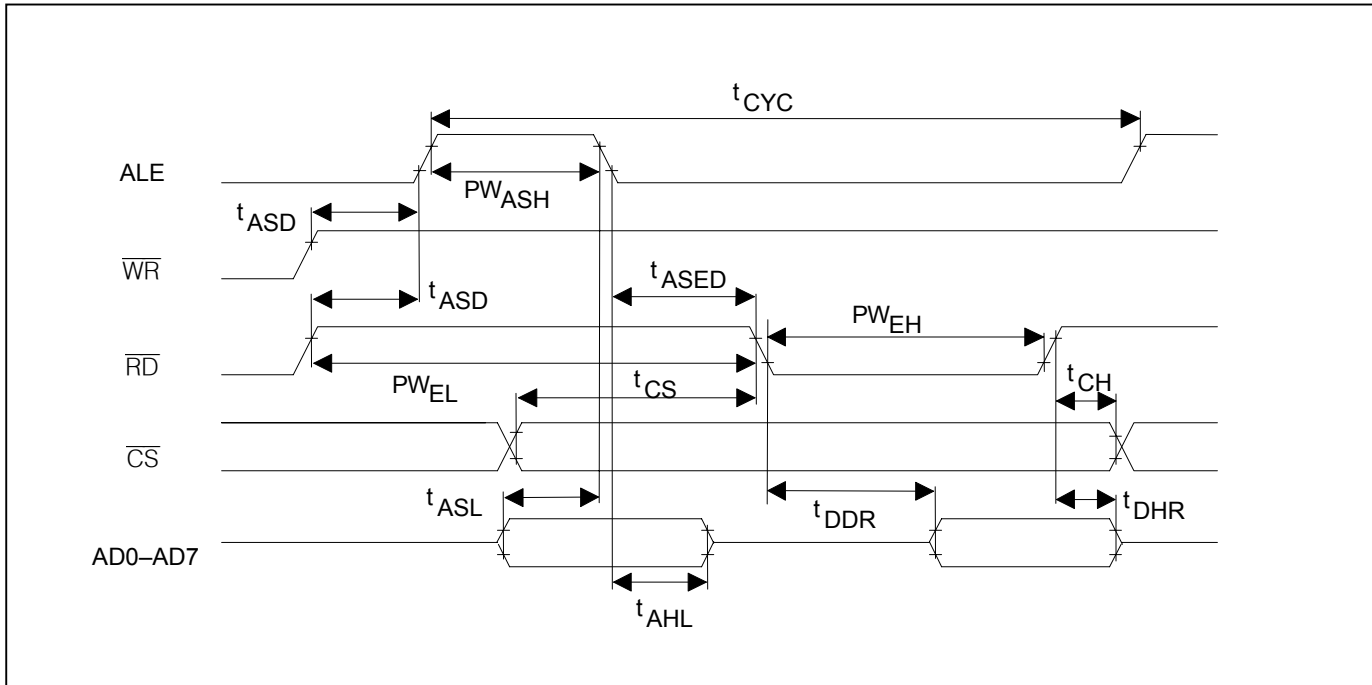 tCYC
ALE
PWASH
tASD
WR
tASED
tASD
PWEH
RD
tCH
PWEL
tCS
CS
tASL
tDDR
tDHR
AD0–AD7
tAHL